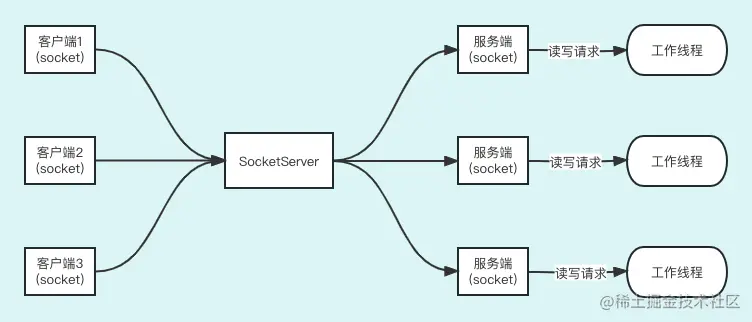 客户端1
(socket)
服务端
(socket)
读写请求
工作线程
客户端2
(socket)
SocketServer
服务端
(socket)
读写请求
工作线程
客户端3
(socket)
服务端
(socket)
读写请求
工作线程
@稀土掘金技术社区